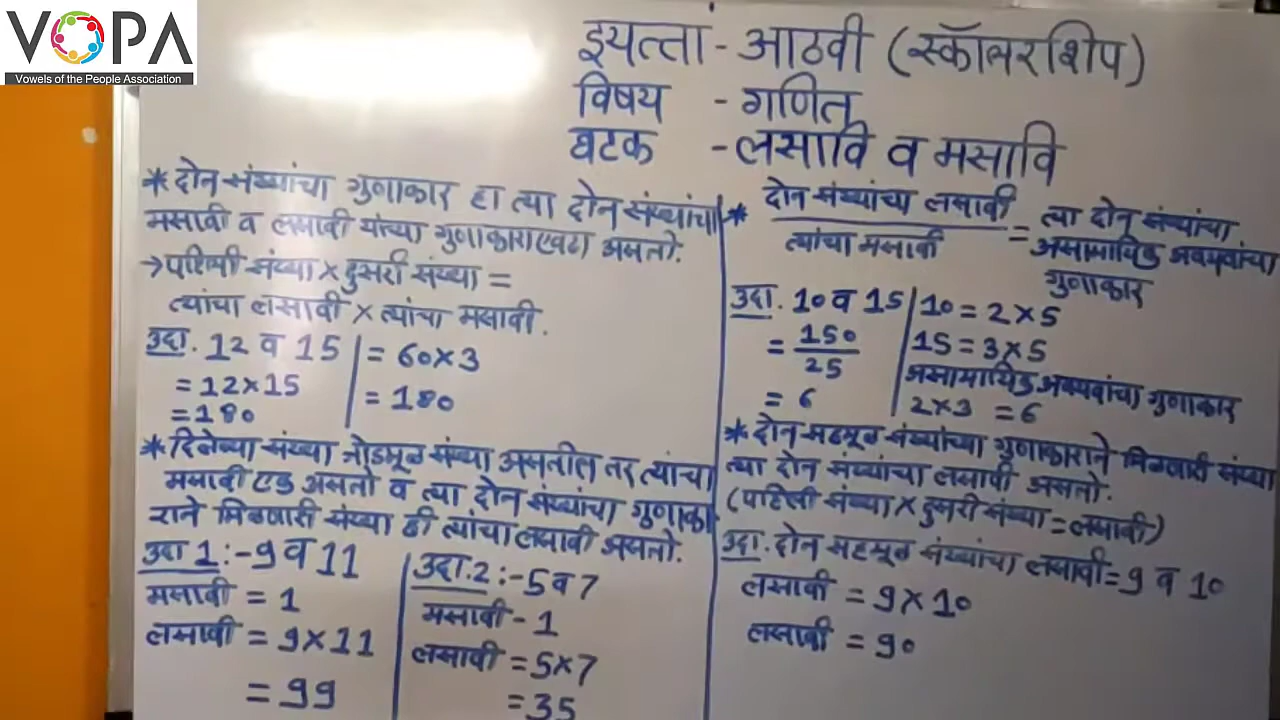 VOPA
Vowels of the People Association
इयत्ता - आठवी (स्कॉलरशिप)
विषय - गणित
घटक - लसावि व मसावि
* दोन संख्यांचा गुणाकार हा त्या दोन संख्यांचा
मसावी व लसावी यांच्या गुणाकाराएवढा असतो.
→ पहिली संख्या × दुसरी संख्या =
त्यांचा लसावी × त्यांचा मसावी.
उदा. 12 व 15
= 12×15
= 180
= 60×3
= 180
* दिलेल्या संख्या जोडमूळ संख्या असतील तर त्यांचा
मसावी एक असतो व त्या दोन संख्यांचा गुणाका
राने मिळणारी संख्या ही त्यांचा लसावी असतो.
उदा 1:- 9 व 11
मसावी = 1
लसावी = 9×11
= 99
उदा.2:- 5 व 7
मसावी - 1
लसावी = 5×7
= 35
* दोन संख्यांचा लसावी
त्यांचा मसावी
= त्या दोन संख्यांचा
असामायिक अवयवांचा
गुणाकार
उदा. 10 व 15
= 150
25
= 6
10 = 2×5
15 = 3×5
असामायिक अवयवांचा गुणाकार
2×3 = 6
* दोन सहमूळ संख्यांच्या गुणाकाराने मिळणारी संख्या
त्या दोन संख्यांचा लसावी असतो.
(पहिली संख्या × दुसरी संख्या = लसावी)
उदा. दोन सहमूळ संख्यांचा लसावी = 9 व 10
लसावी = 9×10
लसावी = 90